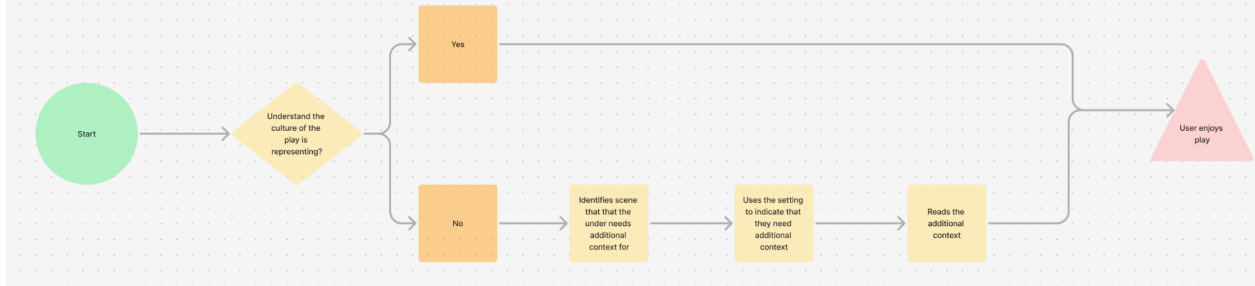 Yes
Start
Understand the
culture of the
play is
representing?
User enjoys
play
No
Identifies scene
that that the
under needs
additional
context for
Uses the setting
to indicate that
they need
additional
context
Reads the
additional
context